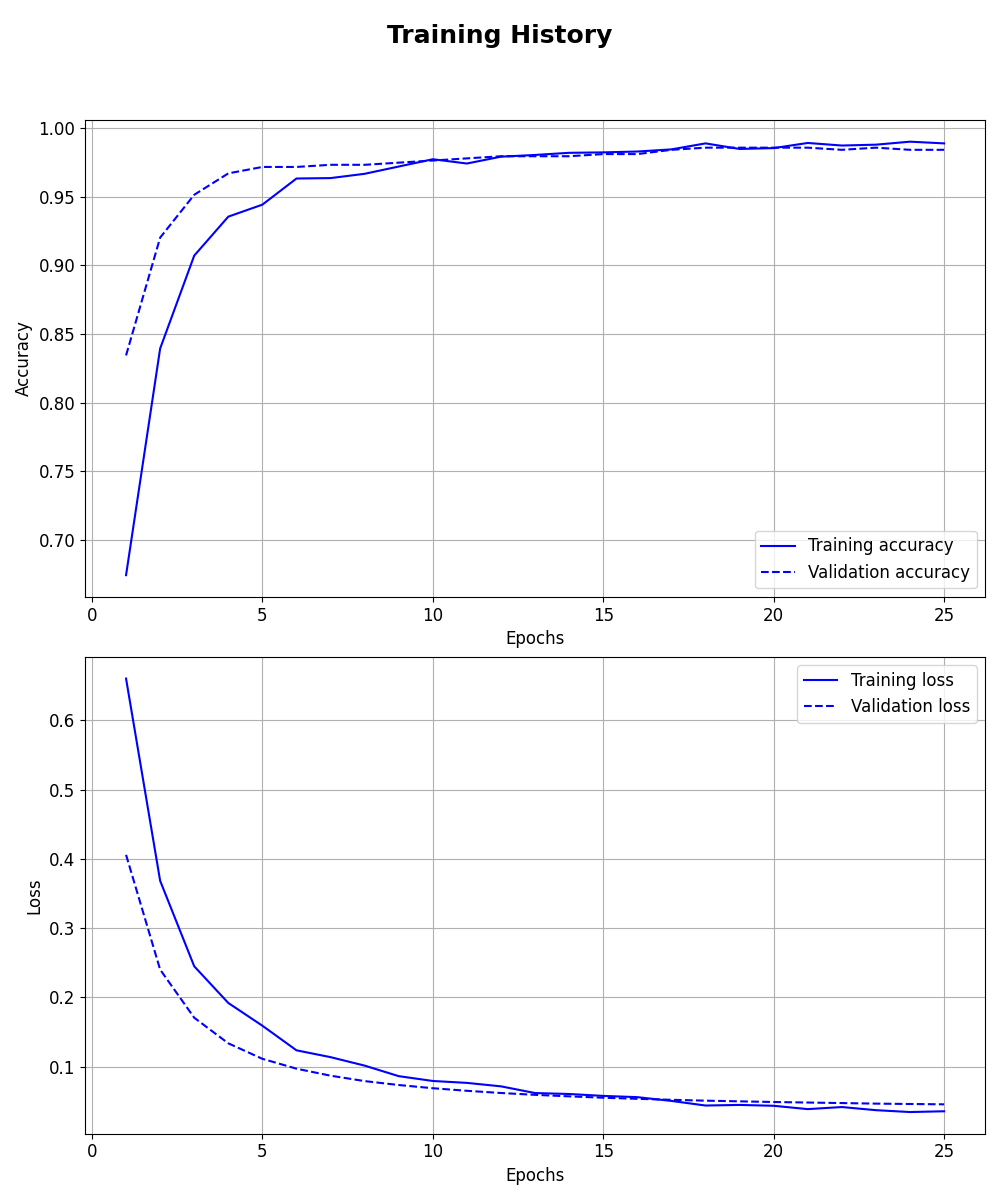 Training History
1.00
0.95
0.90
0.85
0.80
0.75
0.70
Accuracy
Training accuracy
Validation accuracy
0 5 10 15 20 25
Epochs
Training loss
Validation loss
0.6
0.5
0.4
0.3
0.2
0.1
Loss
0 5 10 15 20 25
Epochs